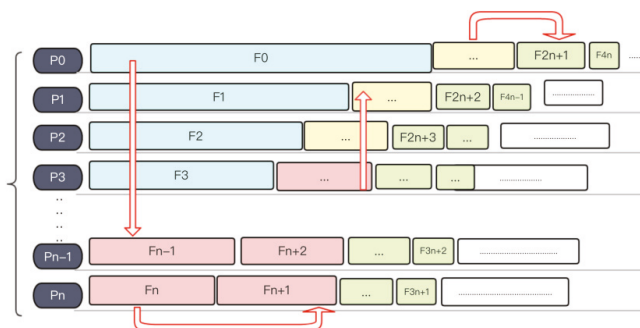 P0 F0 ... F2n+1 F4n ......
P1 F1 ... F2n+2 F4n-1 ...................
P2 F2 ... F2n+3 ... ...................
P3 F3 ... ... ... ...................
..
..
..
..
Pn-1 Fn-1 Fn+2 ... F3n+2 ...................
Pn Fn Fn+1 ... F3n+1 ...................